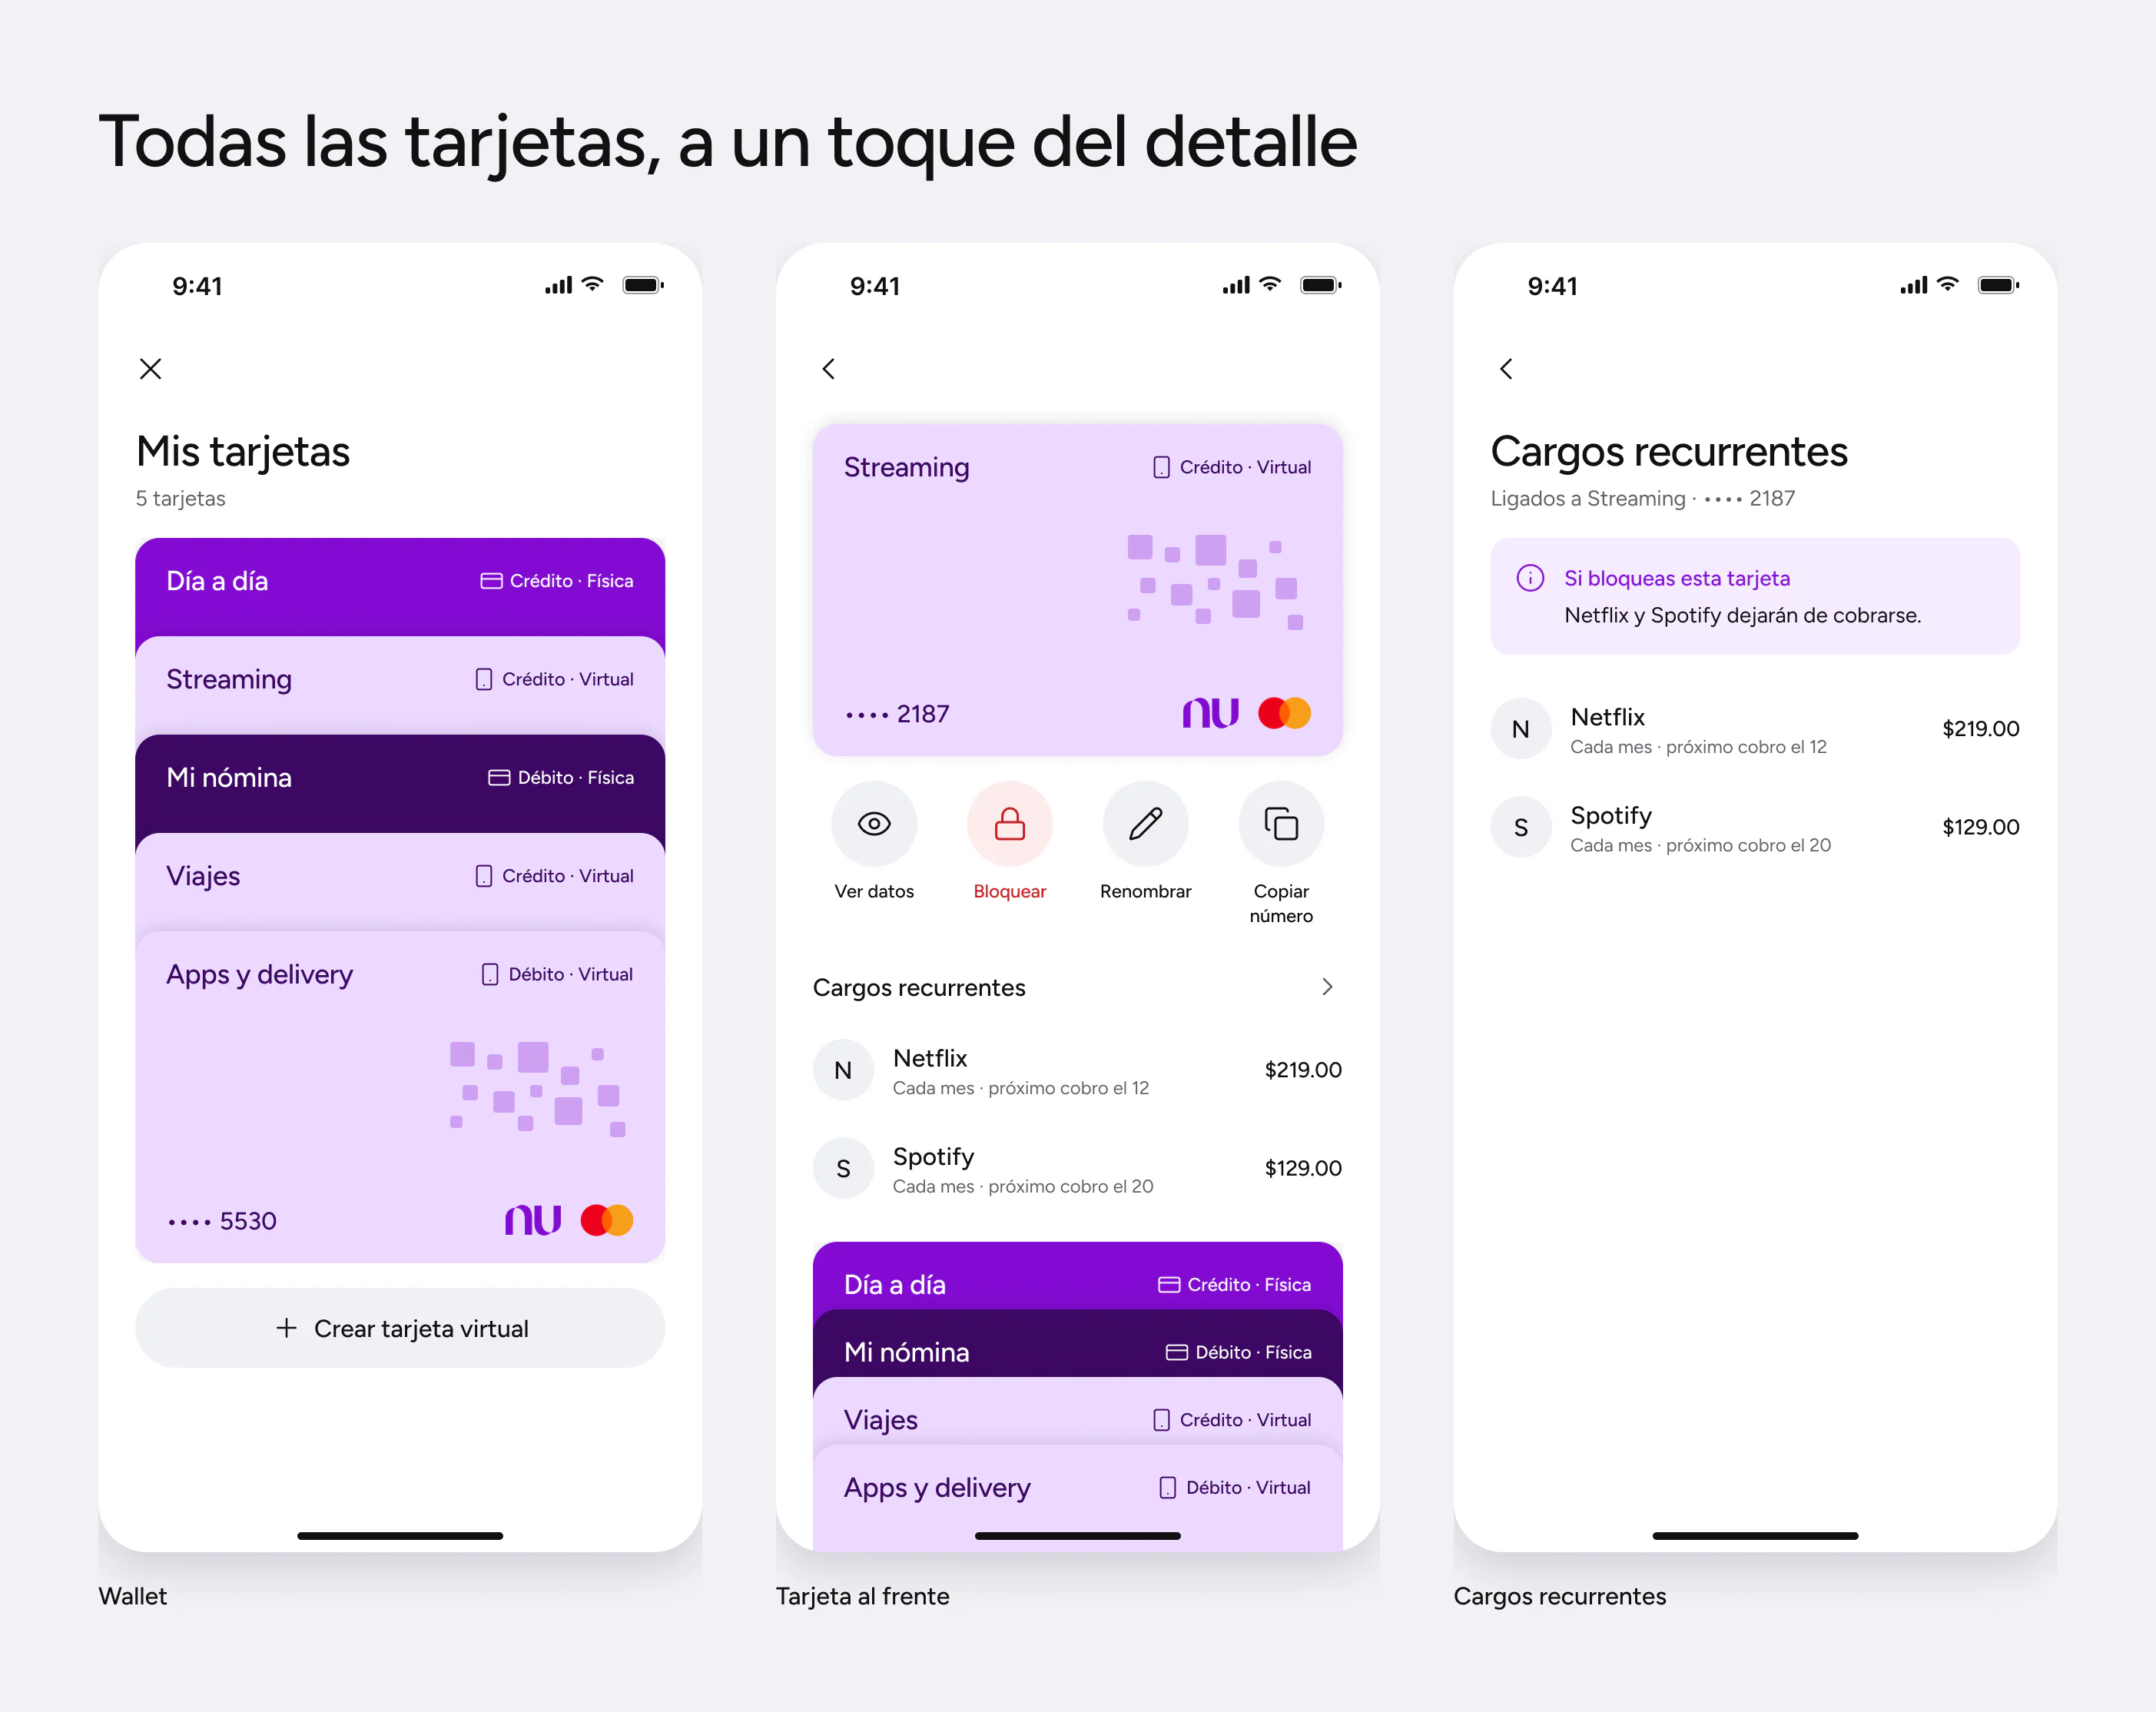 Todas las tarjetas, a un toque del detalle
9:41
Mis tarjetas
5 tarjetas
Día a día
Crédito · Física
Streaming
Crédito · Virtual
Mi nómina
Débito · Física
Viajes
Crédito · Virtual
Apps y delivery
Débito · Virtual
•••• 5530
nu
Crear tarjeta virtual
Wallet
9:41
Streaming
Crédito · Virtual
•••• 2187
nu
Ver datos
Bloquear
Renombrar
Copiar
número
Cargos recurrentes
N
Netflix
Cada mes · próximo cobro el 12
$219.00
S
Spotify
Cada mes · próximo cobro el 20
$129.00
Día a día
Crédito · Física
Mi nómina
Débito · Física
Viajes
Crédito · Virtual
Apps y delivery
Débito · Virtual
Tarjeta al frente
9:41
Cargos recurrentes
Ligados a Streaming · •••• 2187
Si bloqueas esta tarjeta
Netflix y Spotify dejarán de cobrarse.
N
Netflix
Cada mes · próximo cobro el 12
$219.00
S
Spotify
Cada mes · próximo cobro el 20
$129.00
Cargos recurrentes